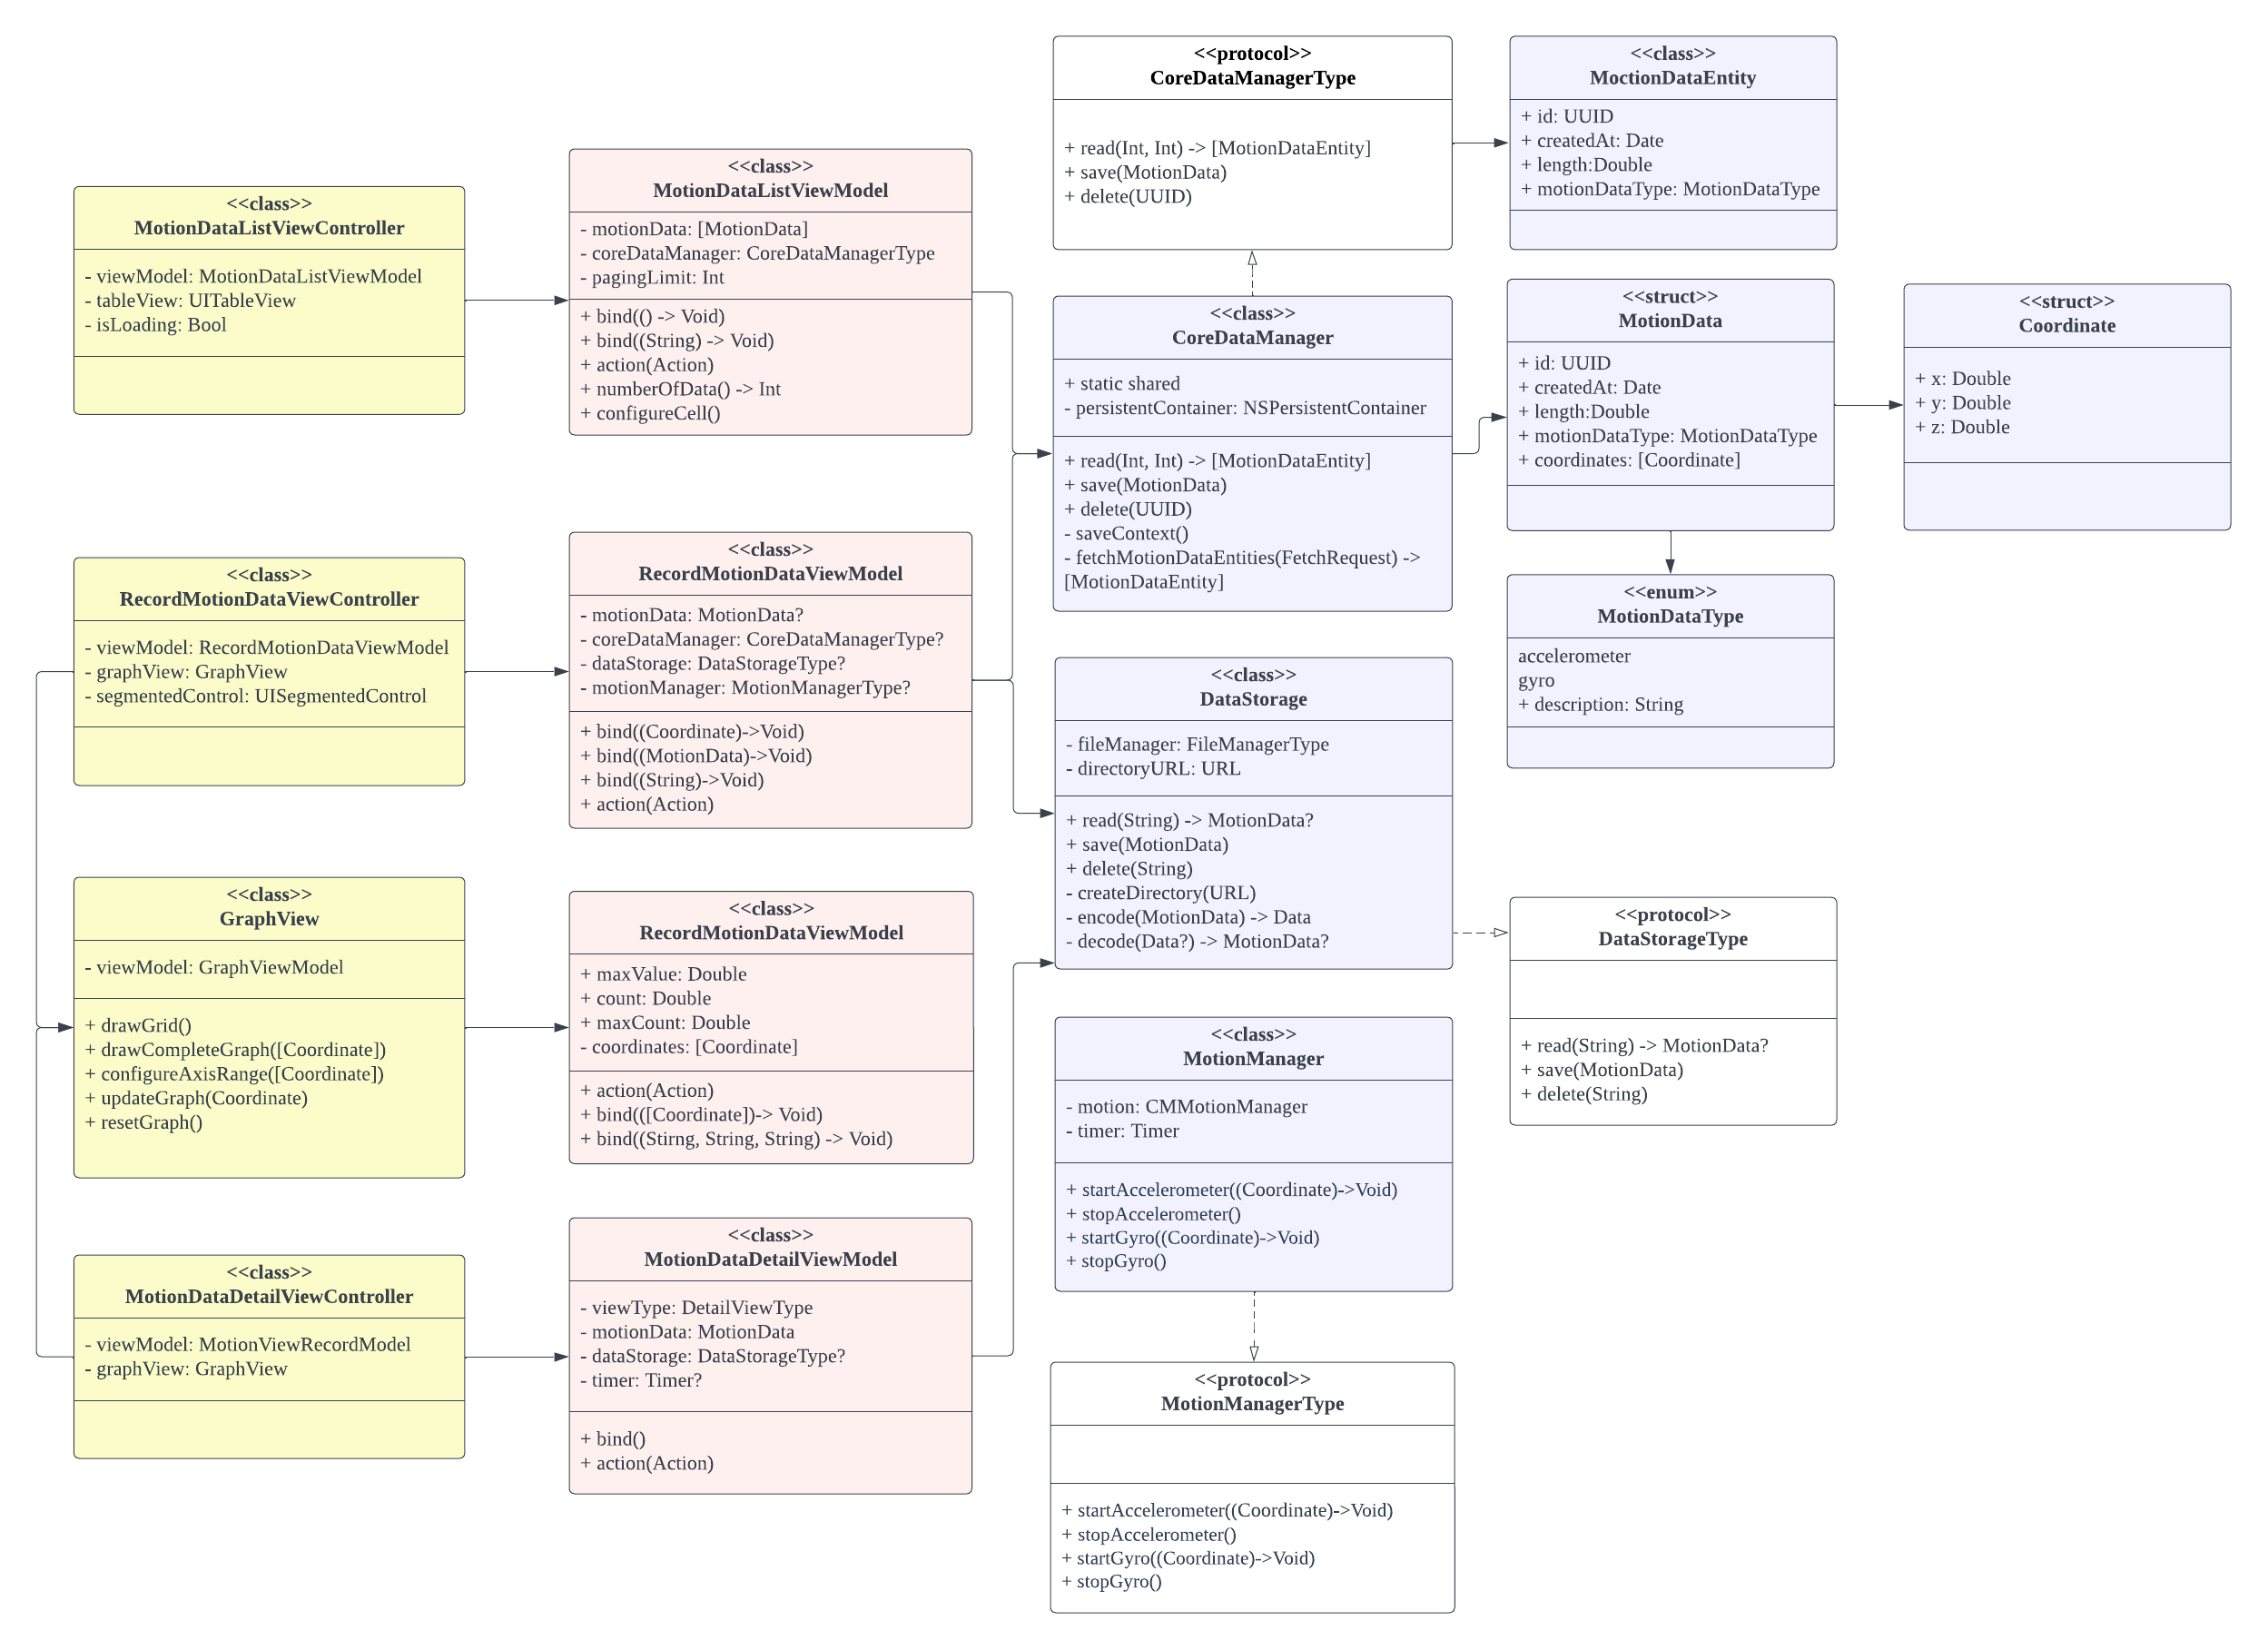 <<protocol>>
CoreDataManagerType
+ read(Int, Int) -> [MotionDataEntity]
+ save(MotionData)
+ delete(UUID)
<<class>>
MoctionDataEntity
+ id: UUID
+ createdAt: Date
+ length:Double
+ motionDataType: MotionDataType
<<class>>
MotionDataListViewController
- viewModel: MotionDataListViewModel
- tableView: UITableView
- isLoading: Bool
<<class>>
MotionDataListViewModel
- motionData: [MotionData]
- coreDataManager: CoreDataManagerType
- pagingLimit: Int
+ bind(() -> Void)
+ bind((String) -> Void)
+ action(Action)
+ numberOfData() -> Int
+ configureCell()
<<class>>
CoreDataManager
+ static shared
- persistentContainer: NSPersistentContainer
+ read(Int, Int) -> [MotionDataEntity]
+ save(MotionData)
+ delete(UUID)
- saveContext()
- fetchMotionDataEntities(FetchRequest) ->
[MotionDataEntity]
<<struct>>
MotionData
+ id: UUID
+ createdAt: Date
+ length:Double
+ motionDataType: MotionDataType
+ coordinates: [Coordinate]
<<struct>>
Coordinate
+ x: Double
+ y: Double
+ z: Double
<<class>>
RecordMotionDataViewController
- viewModel: RecordMotionDataViewModel
- graphView: GraphView
- segmentedControl: UISegmentedControl
<<class>>
RecordMotionDataViewModel
- motionData: MotionData?
- coreDataManager: CoreDataManagerType?
- dataStorage: DataStorageType?
- motionManager: MotionManagerType?
+ bind((Coordinate)->Void)
+ bind((MotionData)->Void)
+ bind((String)->Void)
+ action(Action)
<<enum>>
MotionDataType
accelerometer
gyro
+ description: String
<<class>>
DataStorage
- fileManager: FileManagerType
- directoryURL: URL
+ read(String) -> MotionData?
+ save(MotionData)
+ delete(String)
- createDirectory(URL)
- encode(MotionData) -> Data
- decode(Data?) -> MotionData?
<<protocol>>
DataStorageType
+ read(String) -> MotionData?
+ save(MotionData)
+ delete(String)
<<class>>
GraphView
- viewModel: GraphViewModel
+ drawGrid()
+ drawCompleteGraph([Coordinate])
+ configureAxisRange([Coordinate])
+ updateGraph(Coordinate)
+ resetGraph()
<<class>>
RecordMotionDataViewModel
+ maxValue: Double
+ count: Double
+ maxCount: Double
- coordinates: [Coordinate]
+ action(Action)
+ bind(([Coordinate])-> Void)
+ bind((Stirng, String, String) -> Void)
<<class>>
MotionManager
- motion: CMMotionManager
- timer: Timer
+ startAccelerometer((Coordinate)->Void)
+ stopAccelerometer()
+ startGyro((Coordinate)->Void)
+ stopGyro()
<<class>>
MotionDataDetailViewController
- viewModel: MotionViewRecordModel
- graphView: GraphView
<<class>>
MotionDataDetailViewModel
- viewType: DetailViewType
- motionData: MotionData
- dataStorage: DataStorageType?
- timer: Timer?
+ bind()
+ action(Action)
<<protocol>>
MotionManagerType
+ startAccelerometer((Coordinate)->Void)
+ stopAccelerometer()
+ startGyro((Coordinate)->Void)
+ stopGyro()